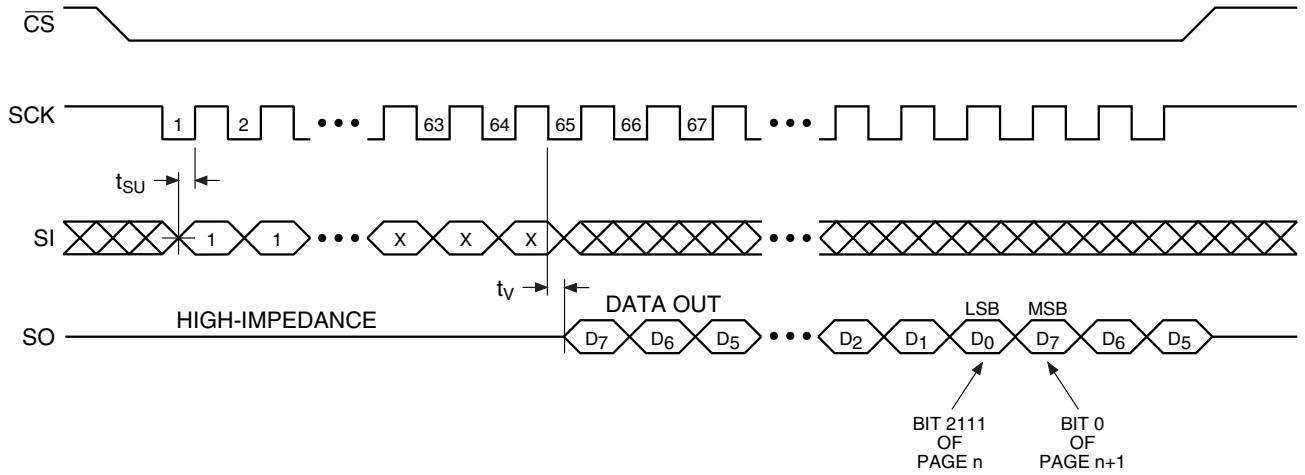 CS
SCK
1 2 ••• 63 64 65 66 67 •••
tSU
SI
1 1 ••• X X X •••
tV
DATA OUT
HIGH-IMPEDANCE
LSB MSB
SO
D7 D6 D5 ••• D2 D1 D0 D7 D6 D5
BIT 2111
OF
PAGE n
BIT 0
OF
PAGE n+1